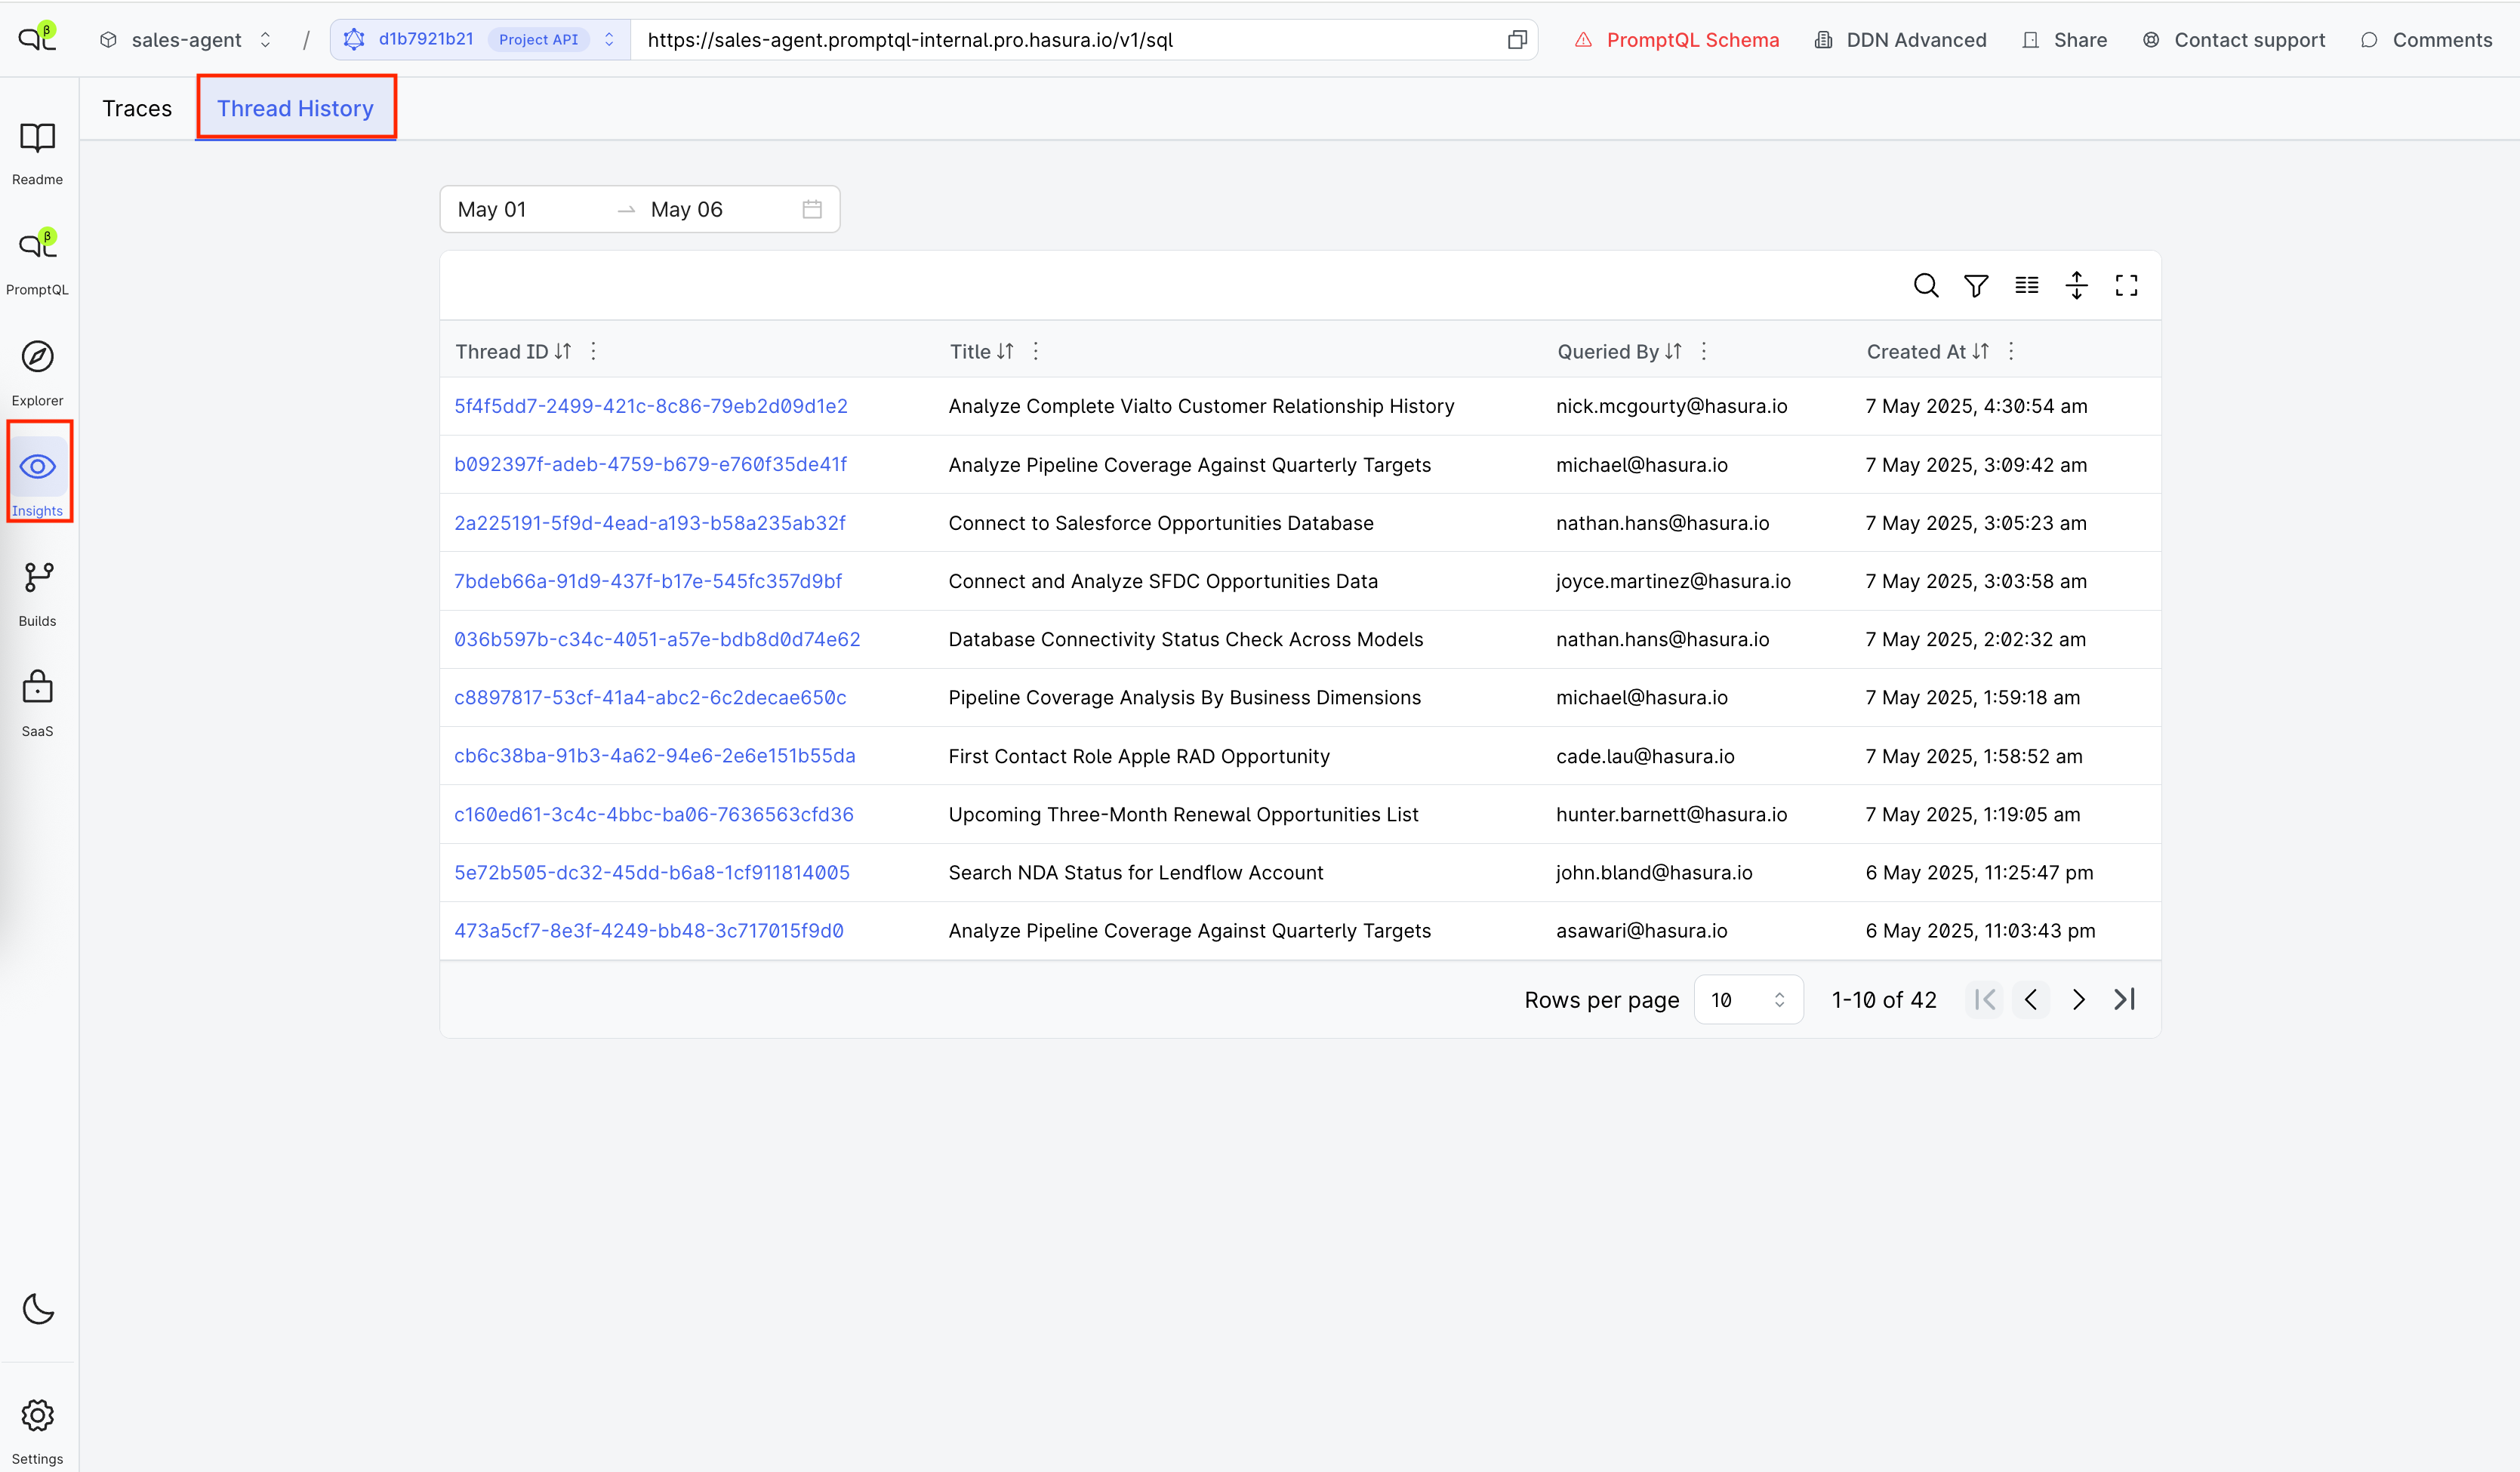 β sales-agent / d1b7921b21 Project API https://sales-agent.promptql-internal.pro.hasura.io/v1/sql PromptQL Schema DDN Advanced Share Contact support Comments
Traces Thread History
Readme
β
PromptQL
Explorer
Insights
Builds
SaaS
Settings
May 01 → May 06
Thread ID Title Queried By Created At
5f4f5dd7-2499-421c-8c86-79eb2d09d1e2 Analyze Complete Vialto Customer Relationship History nick.mcgourty@hasura.io 7 May 2025, 4:30:54 am
b092397f-adeb-4759-b679-e760f35de41f Analyze Pipeline Coverage Against Quarterly Targets michael@hasura.io 7 May 2025, 3:09:42 am
2a225191-5f9d-4ead-a193-b58a235ab32f Connect to Salesforce Opportunities Database nathan.hans@hasura.io 7 May 2025, 3:05:23 am
7bdeb66a-91d9-437f-b17e-545fc357d9bf Connect and Analyze SFDC Opportunities Data joyce.martinez@hasura.io 7 May 2025, 3:03:58 am
036b597b-c34c-4051-a57e-bdb8d0d74e62 Database Connectivity Status Check Across Models nathan.hans@hasura.io 7 May 2025, 2:02:32 am
c8897817-53cf-41a4-abc2-6c2decae650c Pipeline Coverage Analysis By Business Dimensions michael@hasura.io 7 May 2025, 1:59:18 am
cb6c38ba-91b3-4a62-94e6-2e6e151b55da First Contact Role Apple RAD Opportunity cade.lau@hasura.io 7 May 2025, 1:58:52 am
c160ed61-3c4c-4bbc-ba06-7636563cfd36 Upcoming Three-Month Renewal Opportunities List hunter.barnett@hasura.io 7 May 2025, 1:19:05 am
5e72b505-dc32-45dd-b6a8-1cf911814005 Search NDA Status for Lendflow Account john.bland@hasura.io 6 May 2025, 11:25:47 pm
473a5cf7-8e3f-4249-bb48-3c717015f9d0 Analyze Pipeline Coverage Against Quarterly Targets asawari@hasura.io 6 May 2025, 11:03:43 pm
Rows per page 10 1-10 of 42